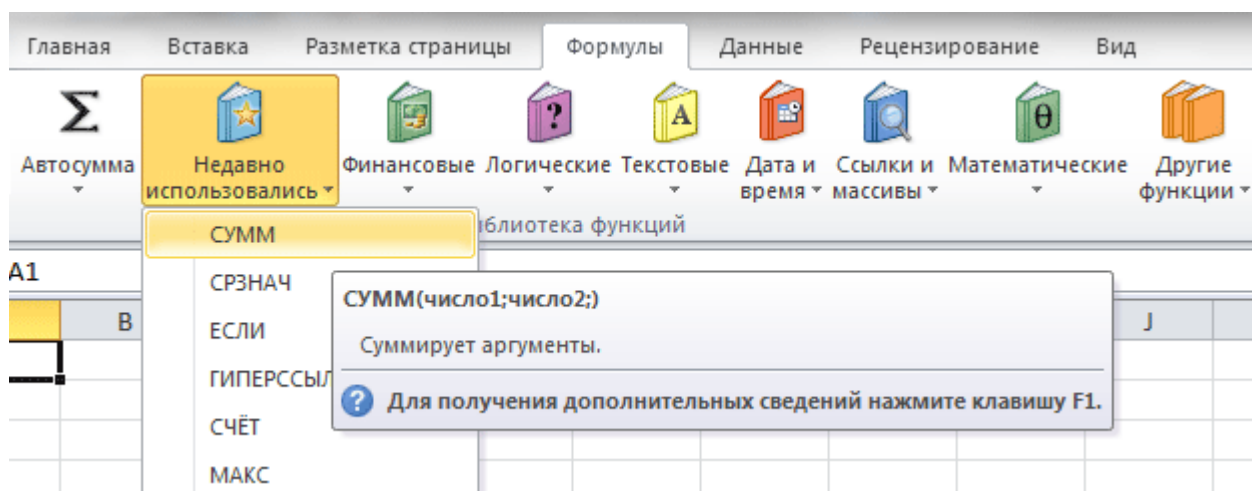 Главная Вставка Разметка страницы Формулы Данные Рецензирование Вид
Σ ? A θ
Автосумма Недавно использовались Финансовые Логические Текстовые Дата и время Ссылки и массивы Математические Другие функции
функций
A1
B J
СУММ
СРЗНАЧ
ЕСЛИ
СЧЁТ
МАКС
СУММ(число1;число2;)
Суммирует аргументы.
? Для получения дополнительных сведений нажмите клавишу F1.